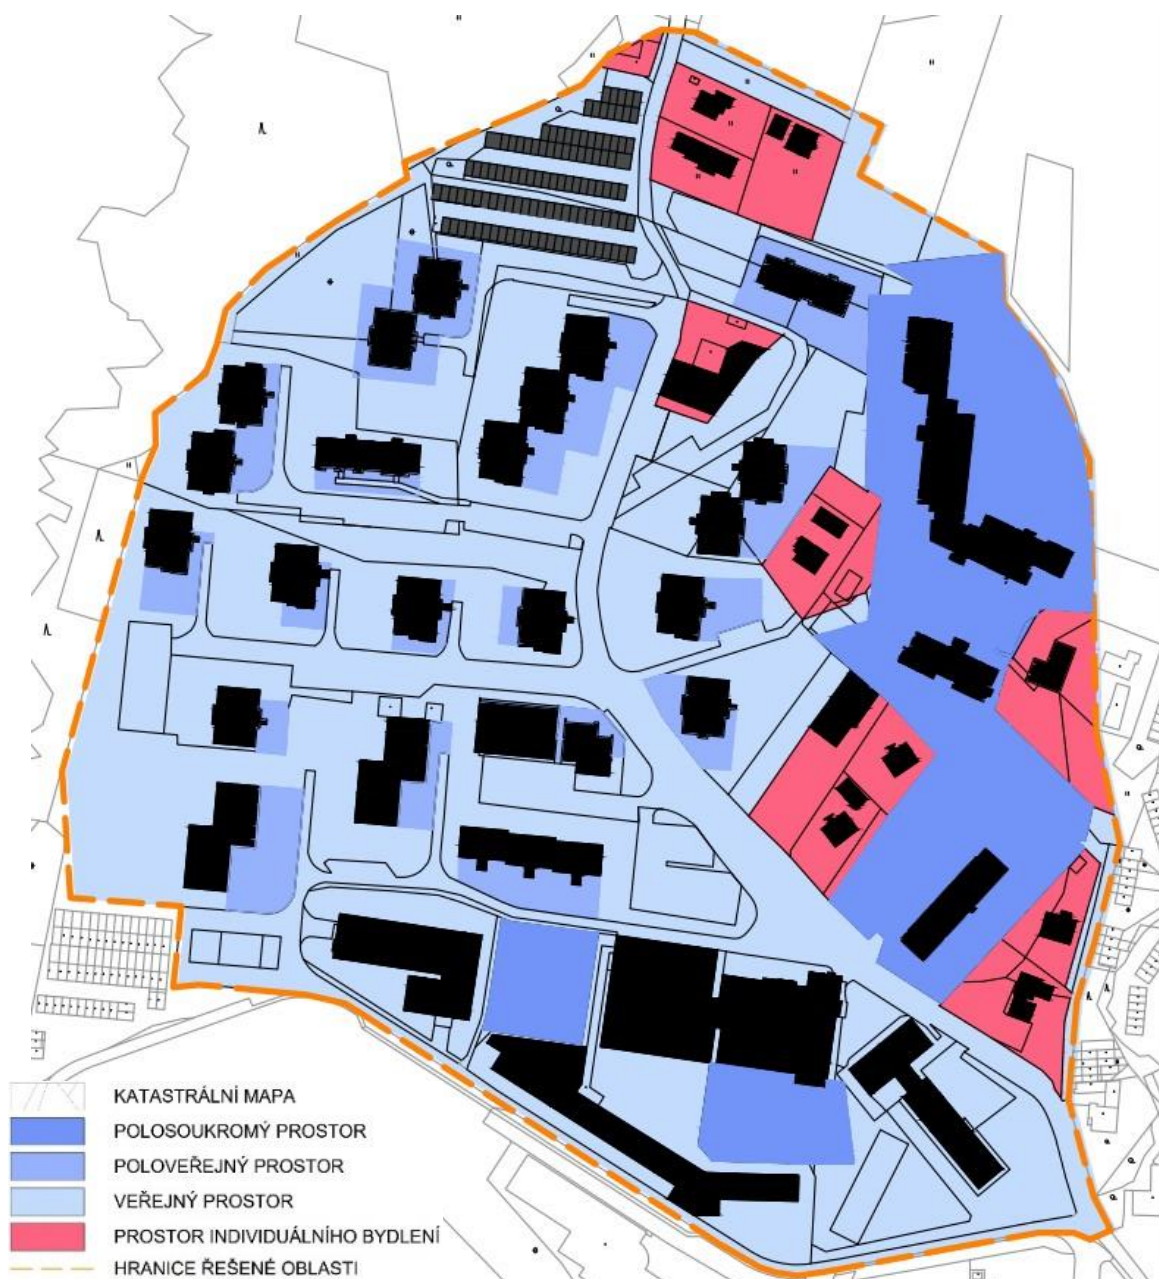 KATASTRÁLNÍ MAPA
POLOSOUKROMÝ PROSTOR
POLOVEŘEJNÝ PROSTOR
VEŘEJNÝ PROSTOR
PROSTOR INDIVIDUÁLNÍHO BYDLENÍ
HRANICE ŘEŠENÉ OBLASTI